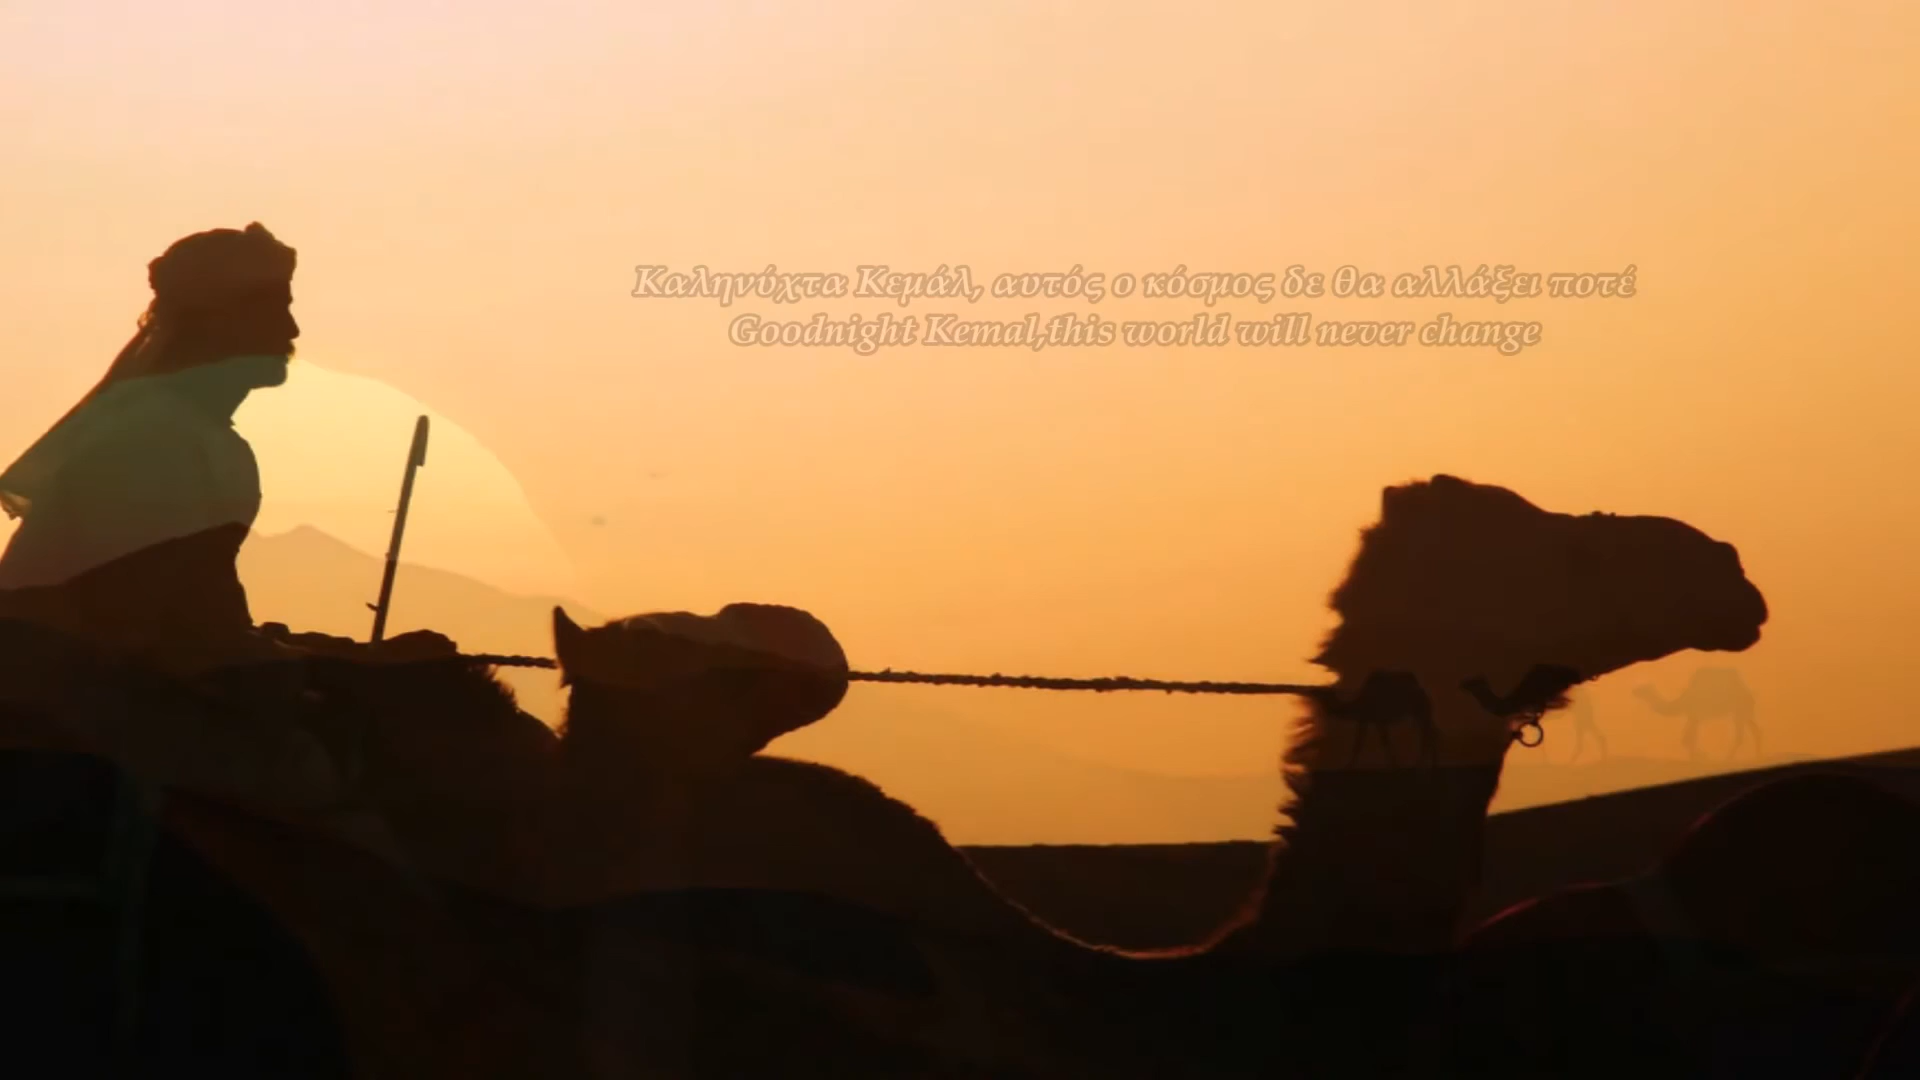 Καληνύχτα Κεμάλ, αυτός ο κόσμος δε θα αλλάξει ποτέ
Goodnight Kemal,this world will never change